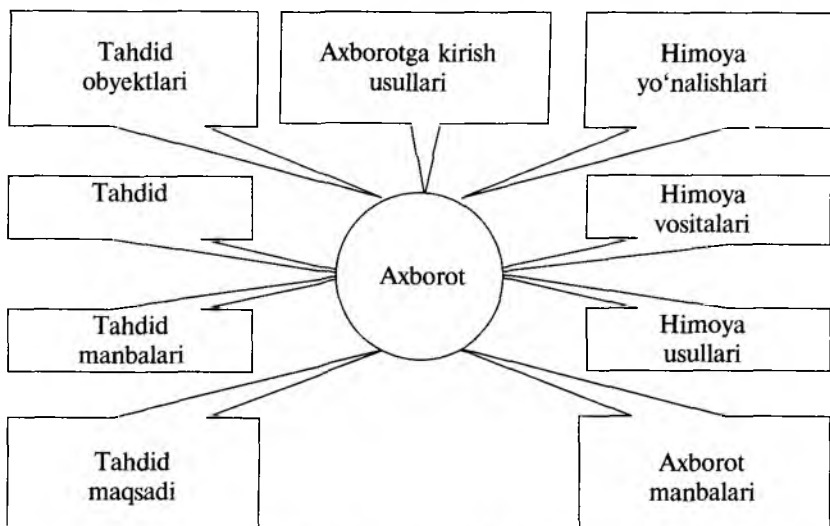 Tahdid
obyektlari
Axborotga kirish
usullari
Himoya
yo‘nalishlari
Tahdid
Himoya
vositalari
Axborot
Tahdid
manbalari
Himoya
usullari
Tahdid
maqsadi
Axborot
manbalari